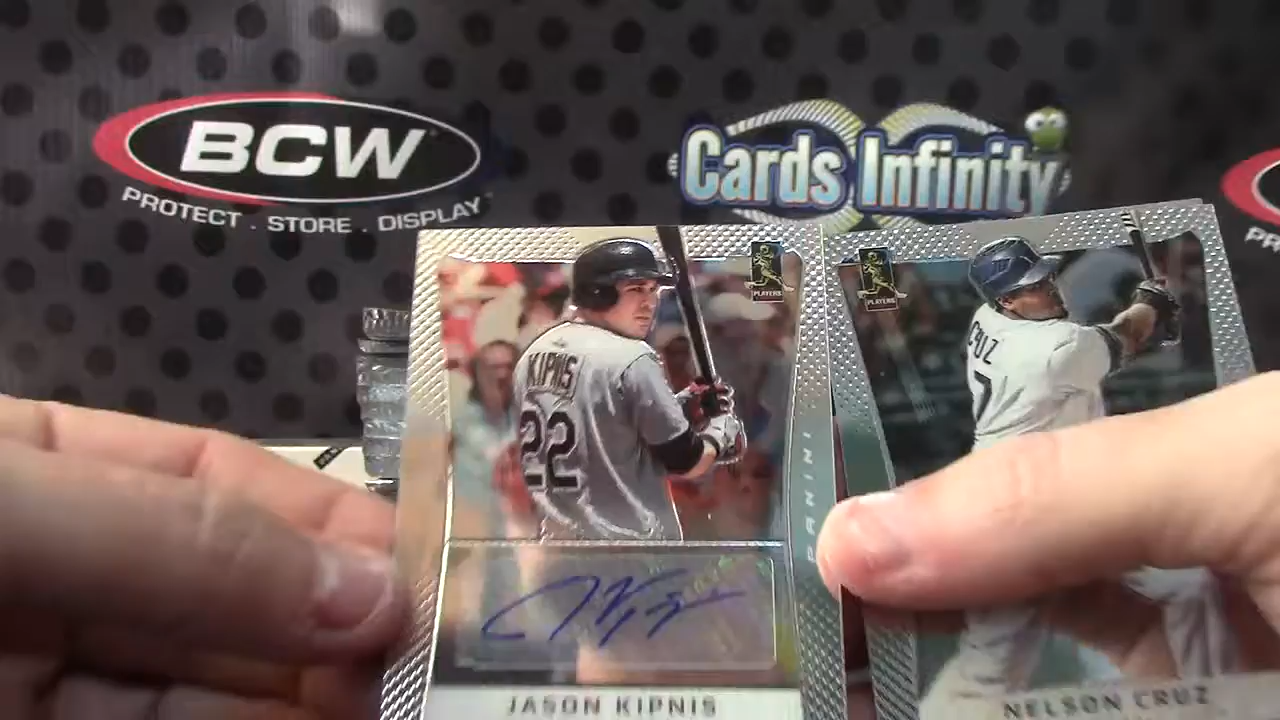 BCW
PROTECT . STORE . DISPLAY
Cards Infinity
PLAYERS
KIPNIS
22
PANINI
JASON KIPNIS
PLAYERS
CRUZ
7
NELSON CRUZ